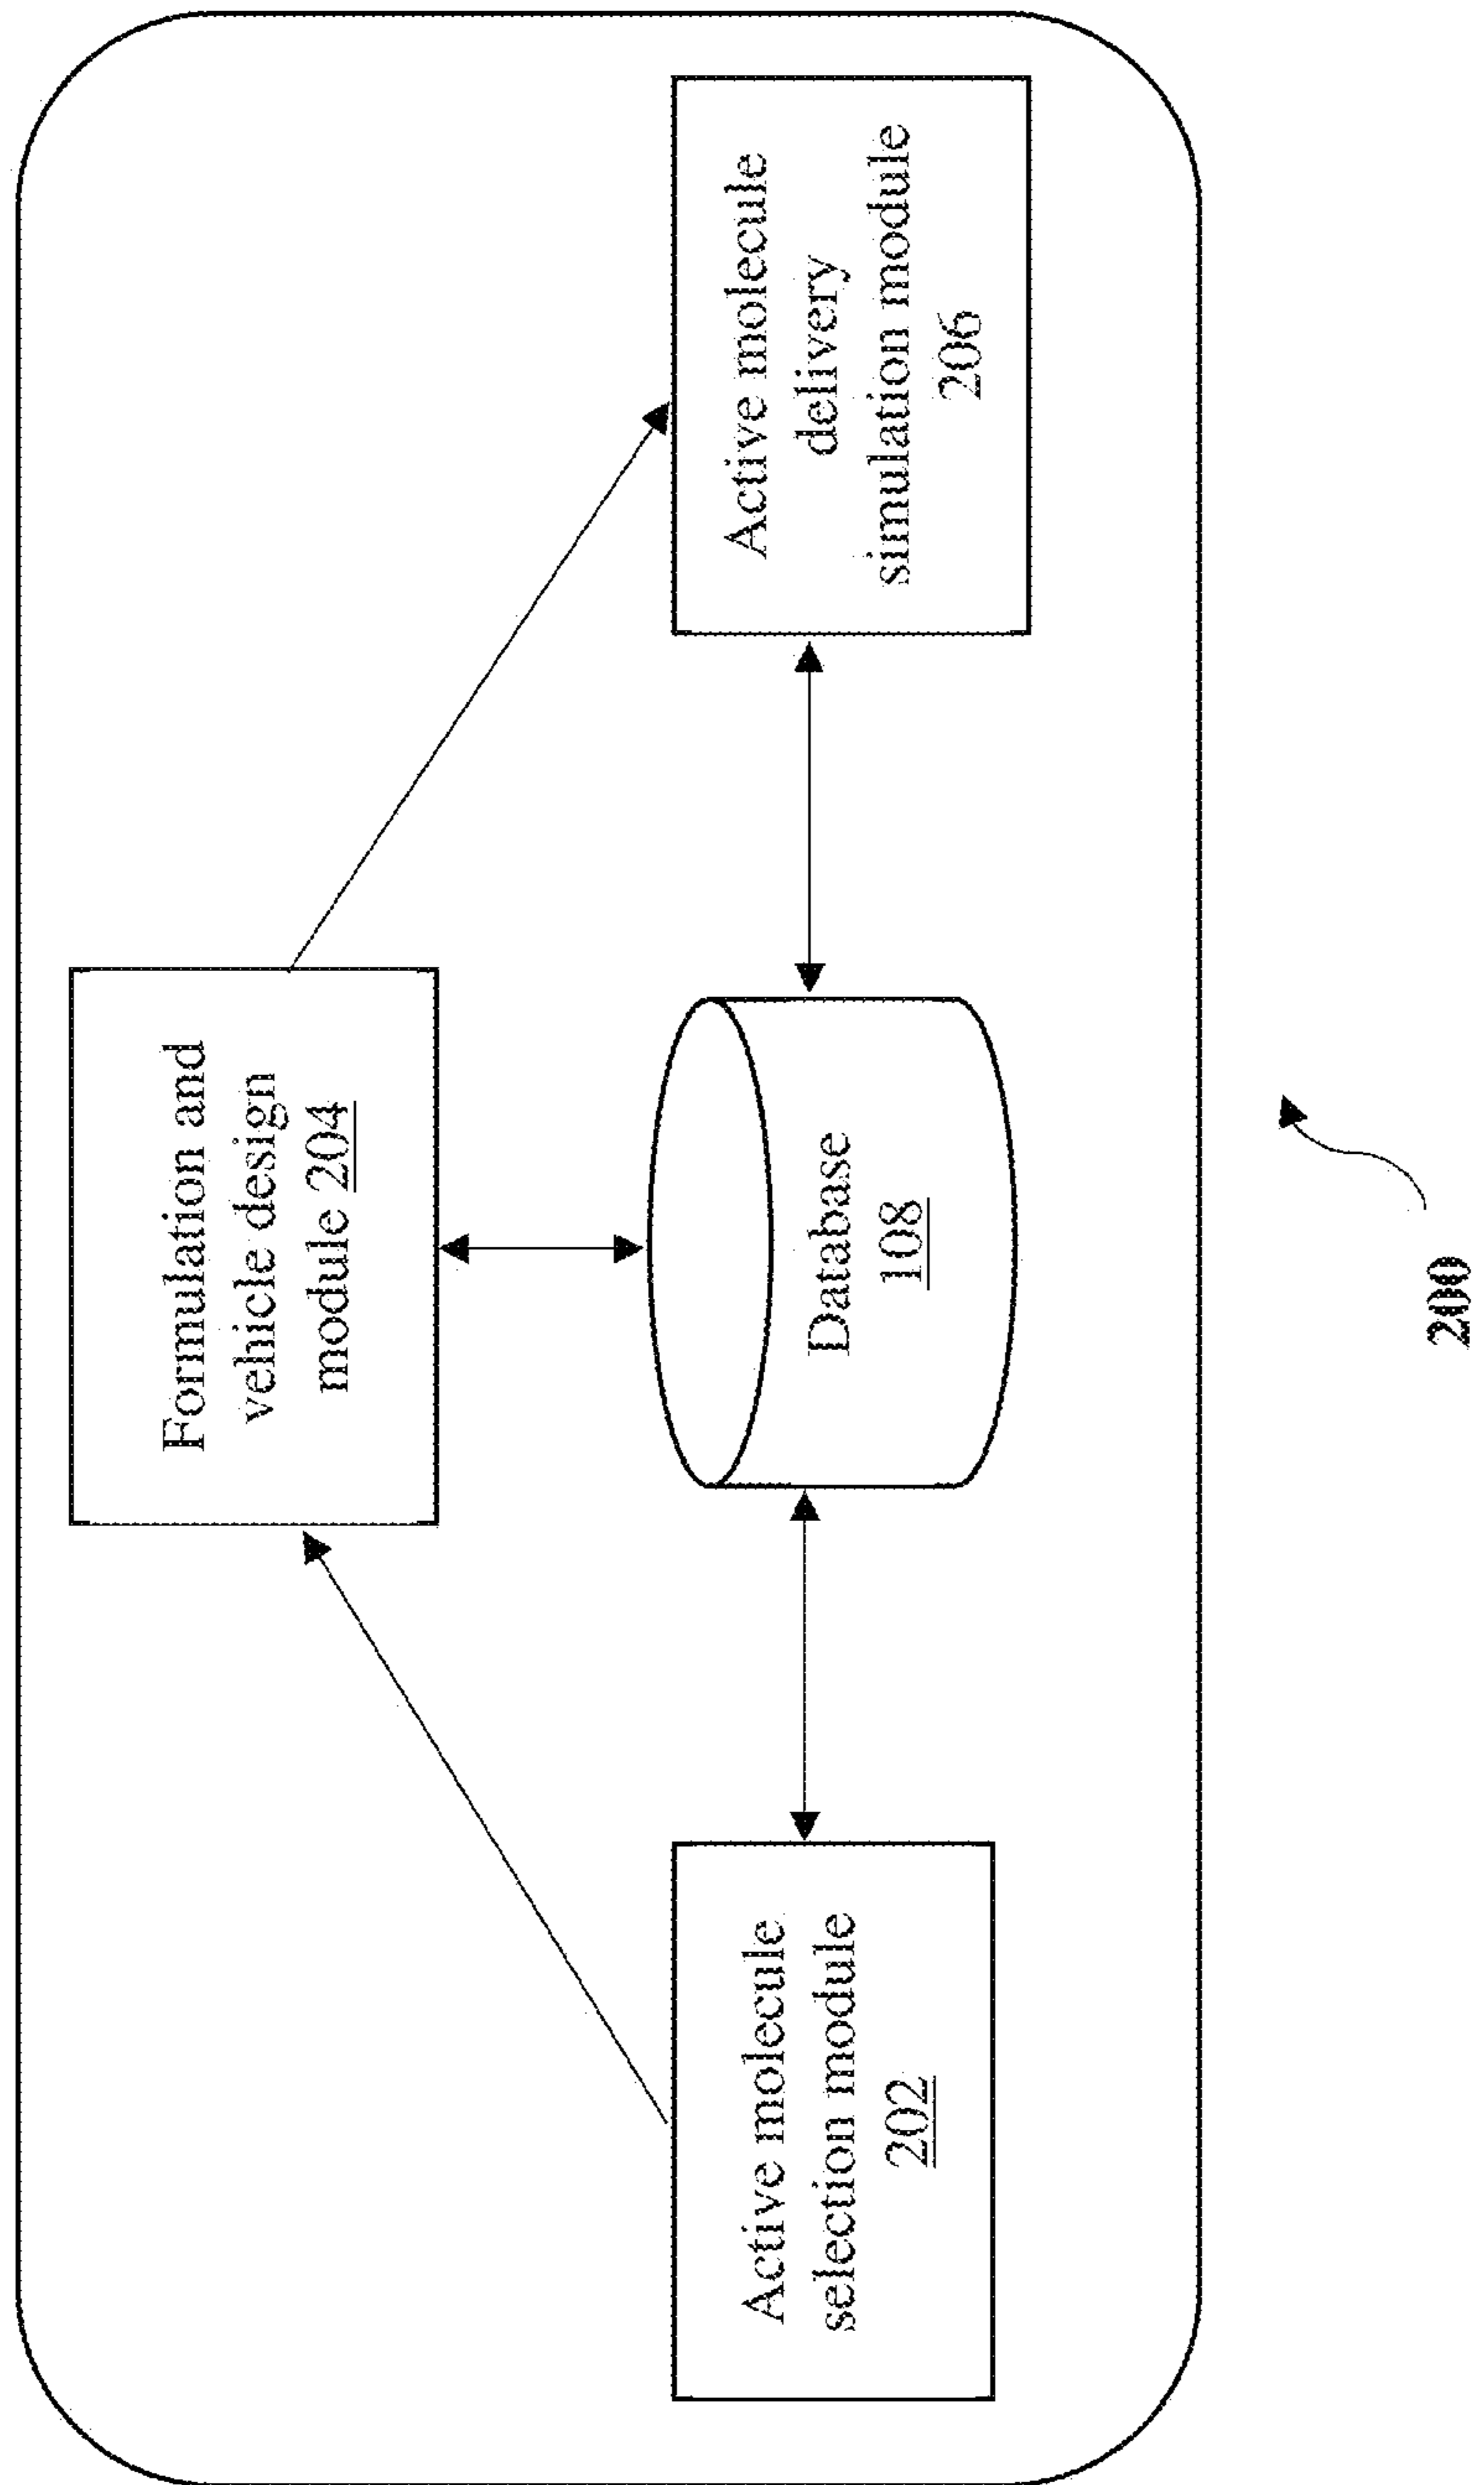 Formulation and
vehicle design
module 204
Active molecule
selection module
202
Database
108
Active molecule
delivery
simulation module
206
200